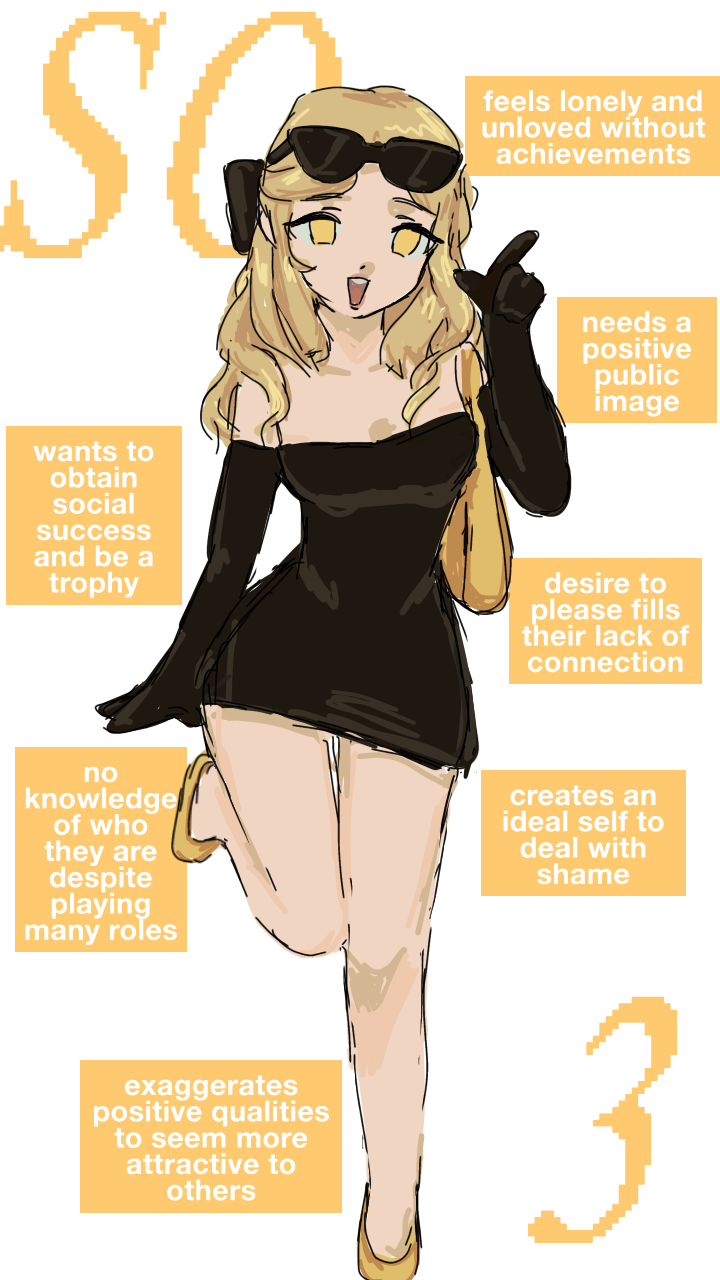 SO
feels lonely and
unloved without
achievements
needs a
positive
public
image
wants to
obtain
social
success
and be a
trophy
desire to
please fills
their lack of
connection
no
knowledge
of who
they are
despite
playing
many roles
creates an
ideal self to
deal with
shame
exaggerates
positive qualities
to seem more
attractive to
others
3